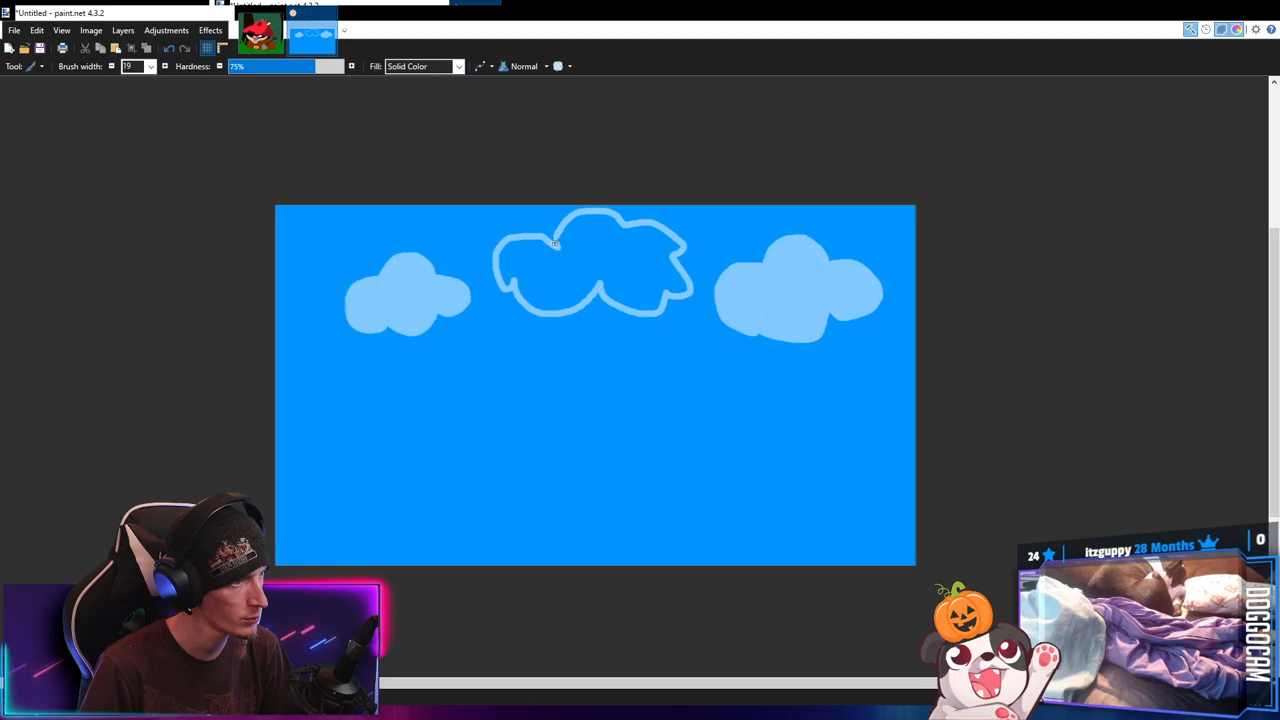 *Untitled - paint.net 4.3.2
File Edit View Image Layers Adjustments Effects
Tool: Brush width: 19 Hardness: 75% Fill: Solid Color Normal
24 itzguppy 28 Months 0
DOGGOCAM